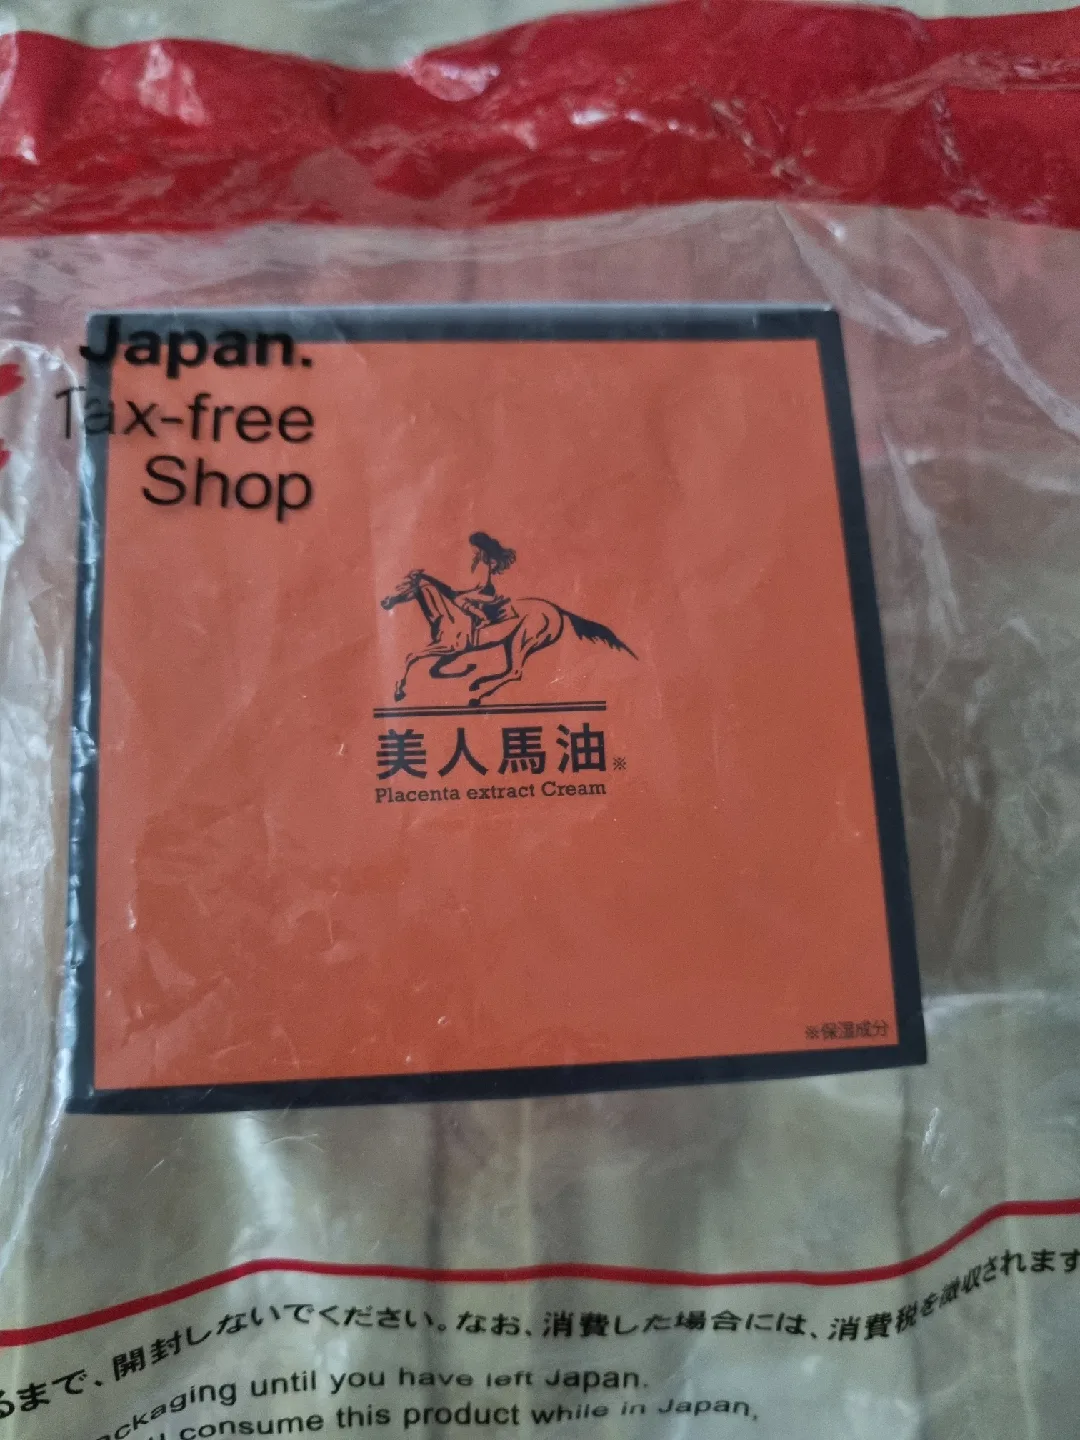 Japan.
Tax-free
Shop
美人馬油※
Placenta extract Cream
※保湿成分
るまで、開封しないでください。なお、消費した場合には、消費税を徴収されます
packaging until you have left Japan.
consume this product while in Japan,